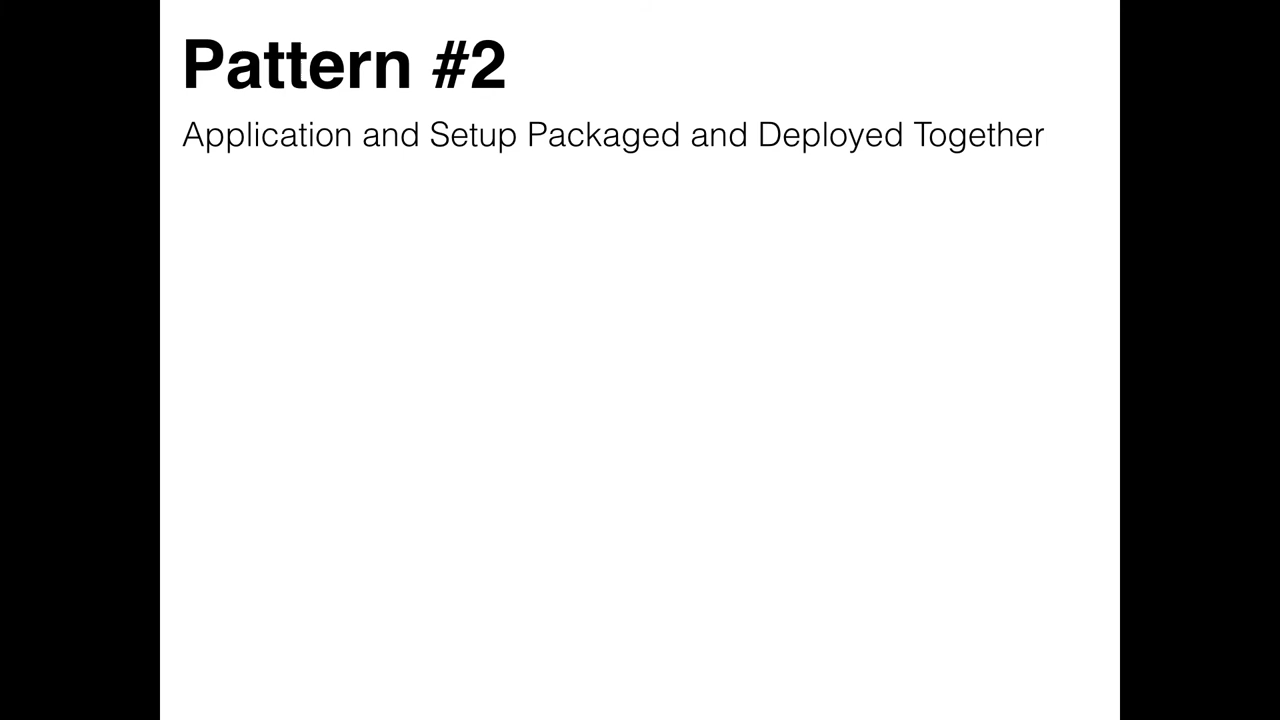 Pattern #2
Application and Setup Packaged and Deployed Together